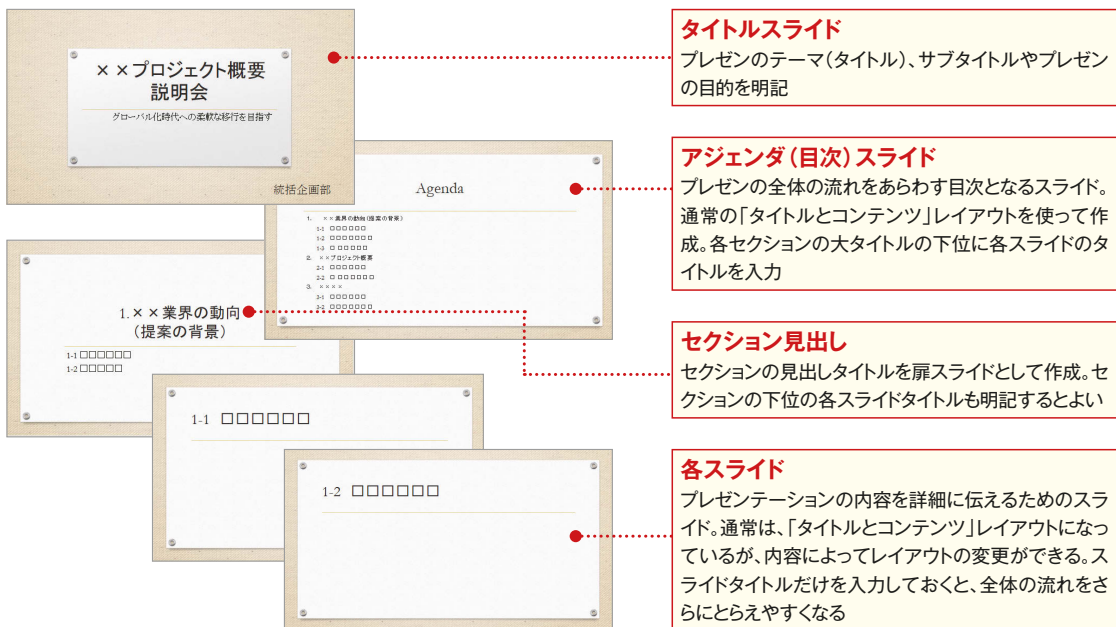 ××プロジェクト概要
説明会
グローバル化時代への柔軟な移行を目指す
統括企画部
Agenda
1. ××業界の動向(提案の背景)
1-1 □□□□□□
1-2 □□□□□□□
1-3 □□□□□□
2. ××プロジェクト概要
2-1 □□□□□□
2-2 □□□□□□□
3. ××××
3-1 □□□□□□
3-2 □□□□□□□
1.××業界の動向
(提案の背景)
1-1 □□□□□□
1-2 □□□□□
1-1 □□□□□□
1-2 □□□□□□
タイトルスライド
プレゼンのテーマ(タイトル)、サブタイトルやプレゼン
の目的を明記
アジェンダ(目次)スライド
プレゼンの全体の流れをあらわす目次となるスライド。
通常の「タイトルとコンテンツ」レイアウトを使って作
成。各セクションの大タイトルの下位に各スライドのタ
イトルを入力
セクション見出し
セクションの見出しタイトルを扉スライドとして作成。セ
クションの下位の各スライドタイトルも明記するとよい
各スライド
プレゼンテーションの内容を詳細に伝えるためのスラ
イド。通常は、「タイトルとコンテンツ」レイアウトになっ
ているが、内容によってレイアウトの変更ができる。ス
ライドタイトルだけを入力しておくと、全体の流れをさ
らにとらえやすくなる